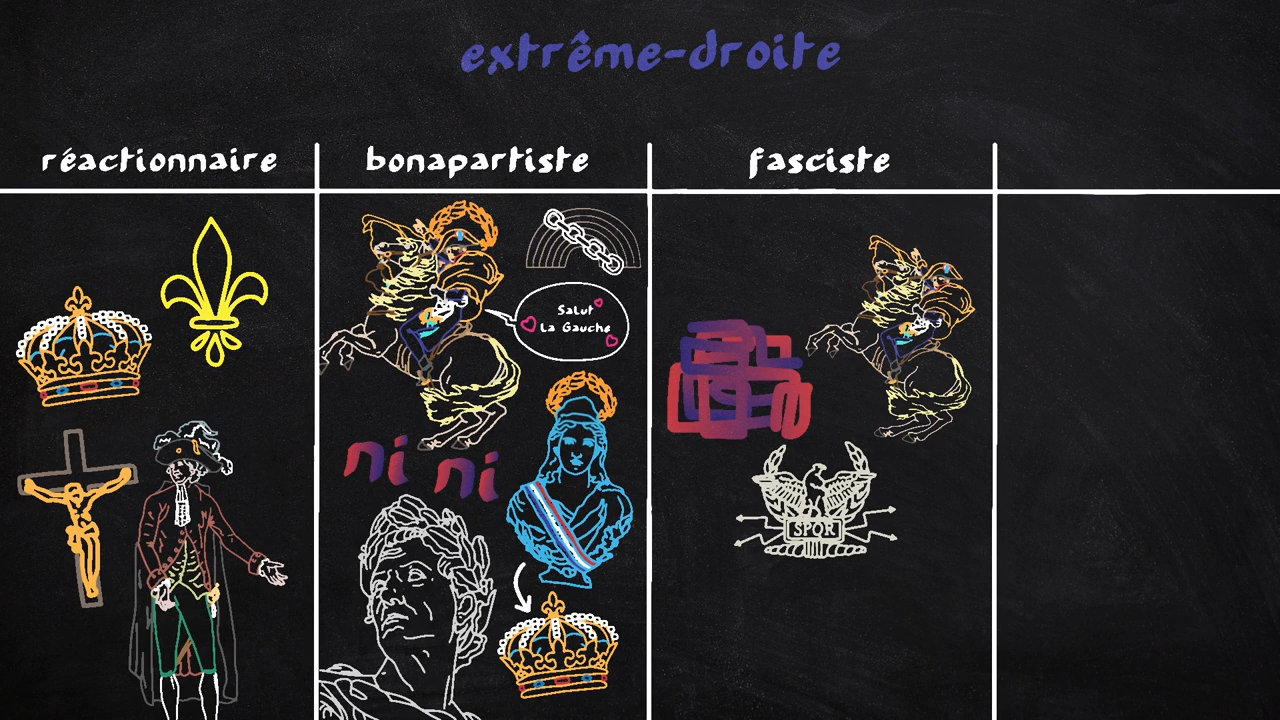 extrême-droite
réactionnaire
bonapartiste
fasciste
Salut
La Gauche
ni ni
SPQR